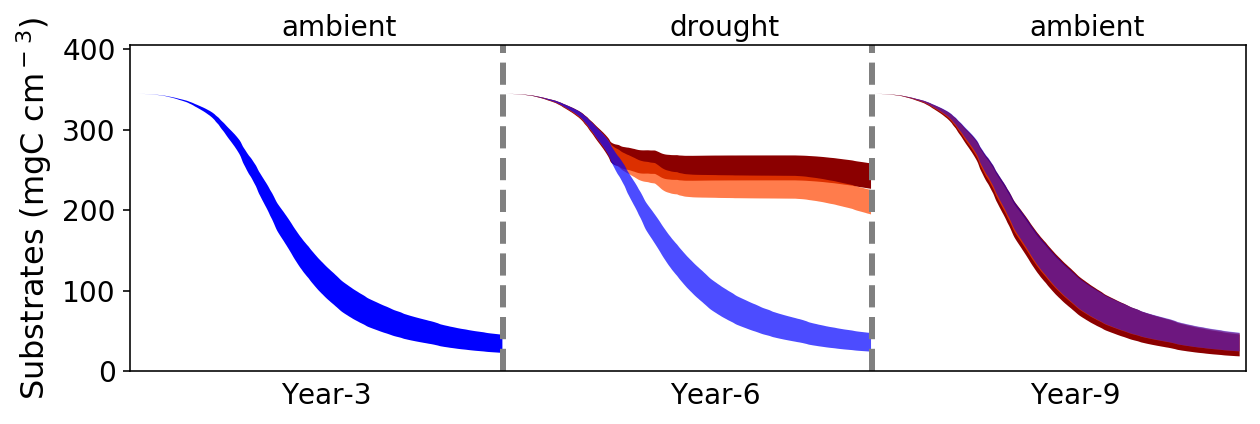 ambient drought ambient
Substrates (mgC cm⁻³)
400
300
200
100
0
Year-3 Year-6 Year-9